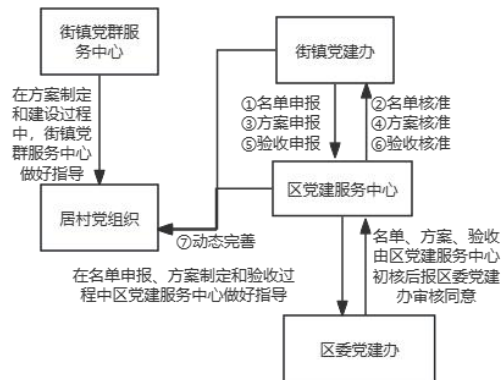 街镇党群服
务中心
街镇党建办
在方案制定
和建设过程
中，街镇党
群服务中心
做好指导
①名单申报
③方案申报
⑤验收申报
②名单核准
④方案核准
⑥验收核准
居村党组织
区党建服务中心
⑦动态完善
在名单申报、方案制定和验收过
程中区党建服务中心做好指导
名单、方案、验收
由区党建服务中心
初核后报区委党建
办审核同意
区委党建办